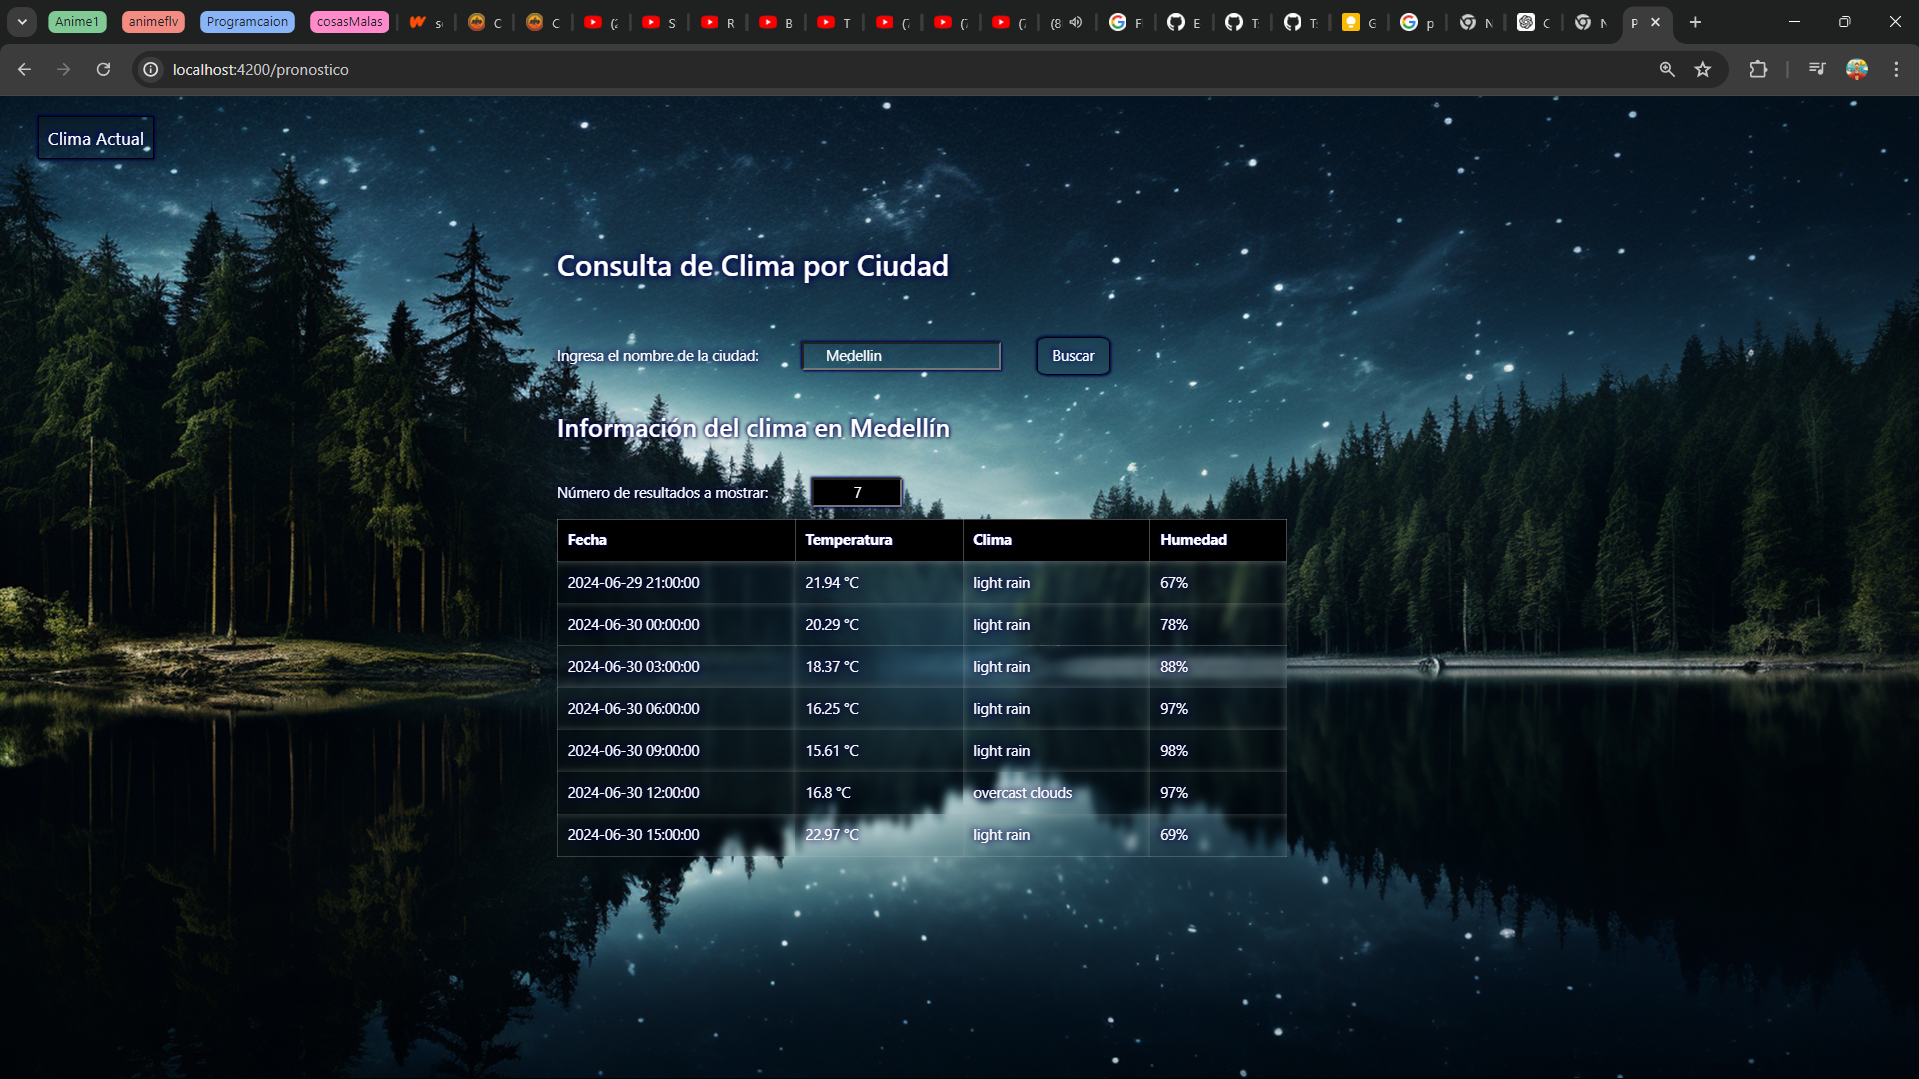 Anime1 animeflv Programcaion cosasMalas
localhost:4200/pronostico
Clima Actual
Consulta de Clima por Ciudad
Ingresa el nombre de la ciudad: Medellin Buscar
Información del clima en Medellín
Número de resultados a mostrar: 7
Fecha Temperatura Clima Humedad
2024-06-29 21:00:00 21.94 °C light rain 67%
2024-06-30 00:00:00 20.29 °C light rain 78%
2024-06-30 03:00:00 18.37 °C light rain 88%
2024-06-30 06:00:00 16.25 °C light rain 97%
2024-06-30 09:00:00 15.61 °C light rain 98%
2024-06-30 12:00:00 16.8 °C overcast clouds 97%
2024-06-30 15:00:00 22.97 °C light rain 69%